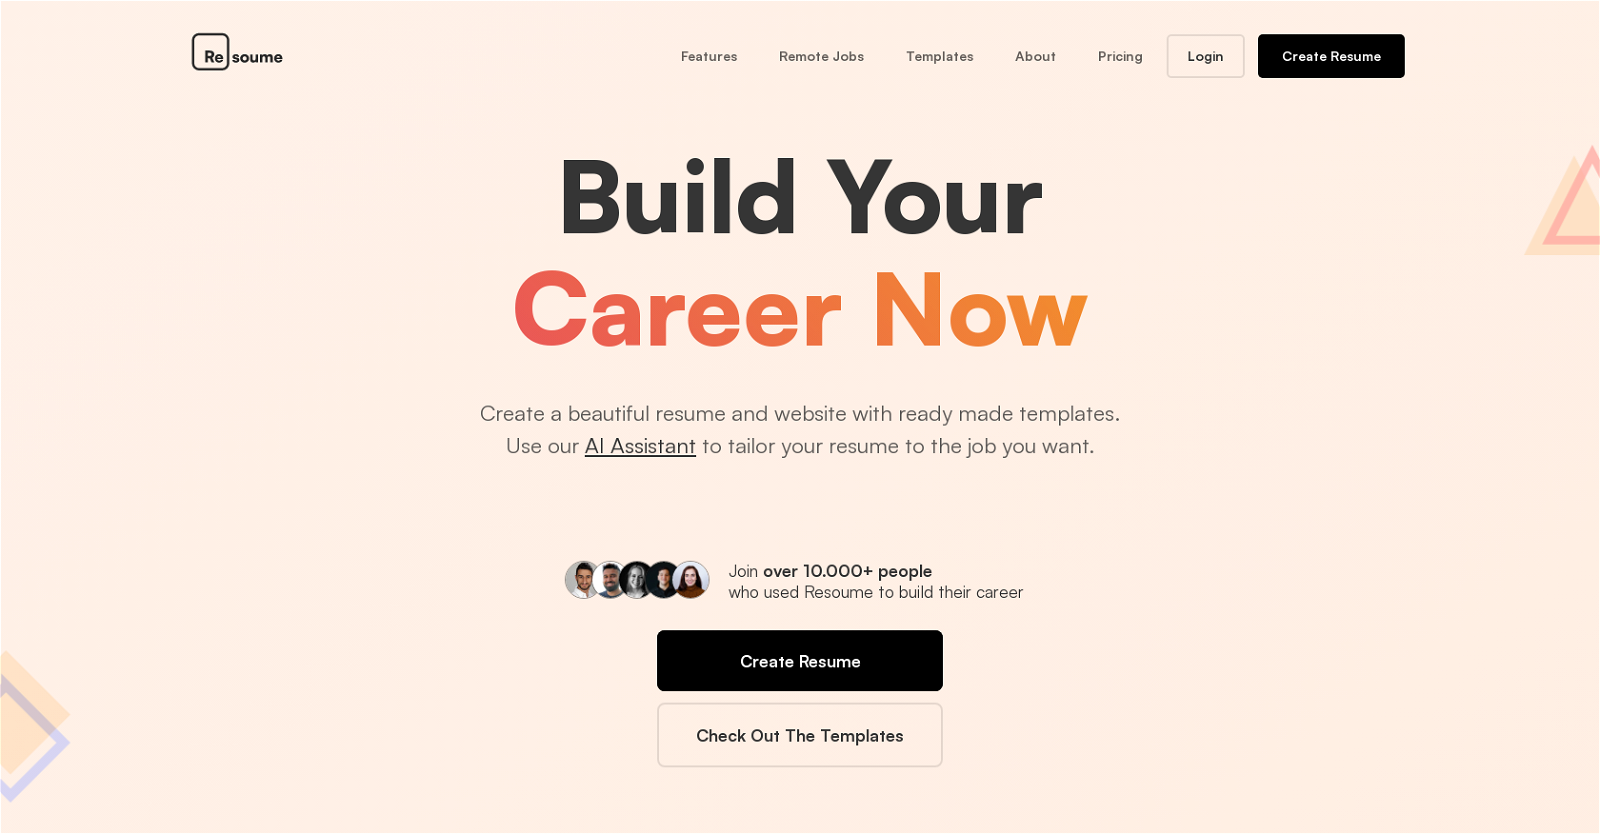 Resoume
Features
Remote Jobs
Templates
About
Pricing
Login
Create Resume
Build Your
Career Now
Create a beautiful resume and website with ready made templates.
Use our AI Assistant to tailor your resume to the job you want.
Join over 10.000+ people
who used Resoume to build their career
Create Resume
Check Out The Templates